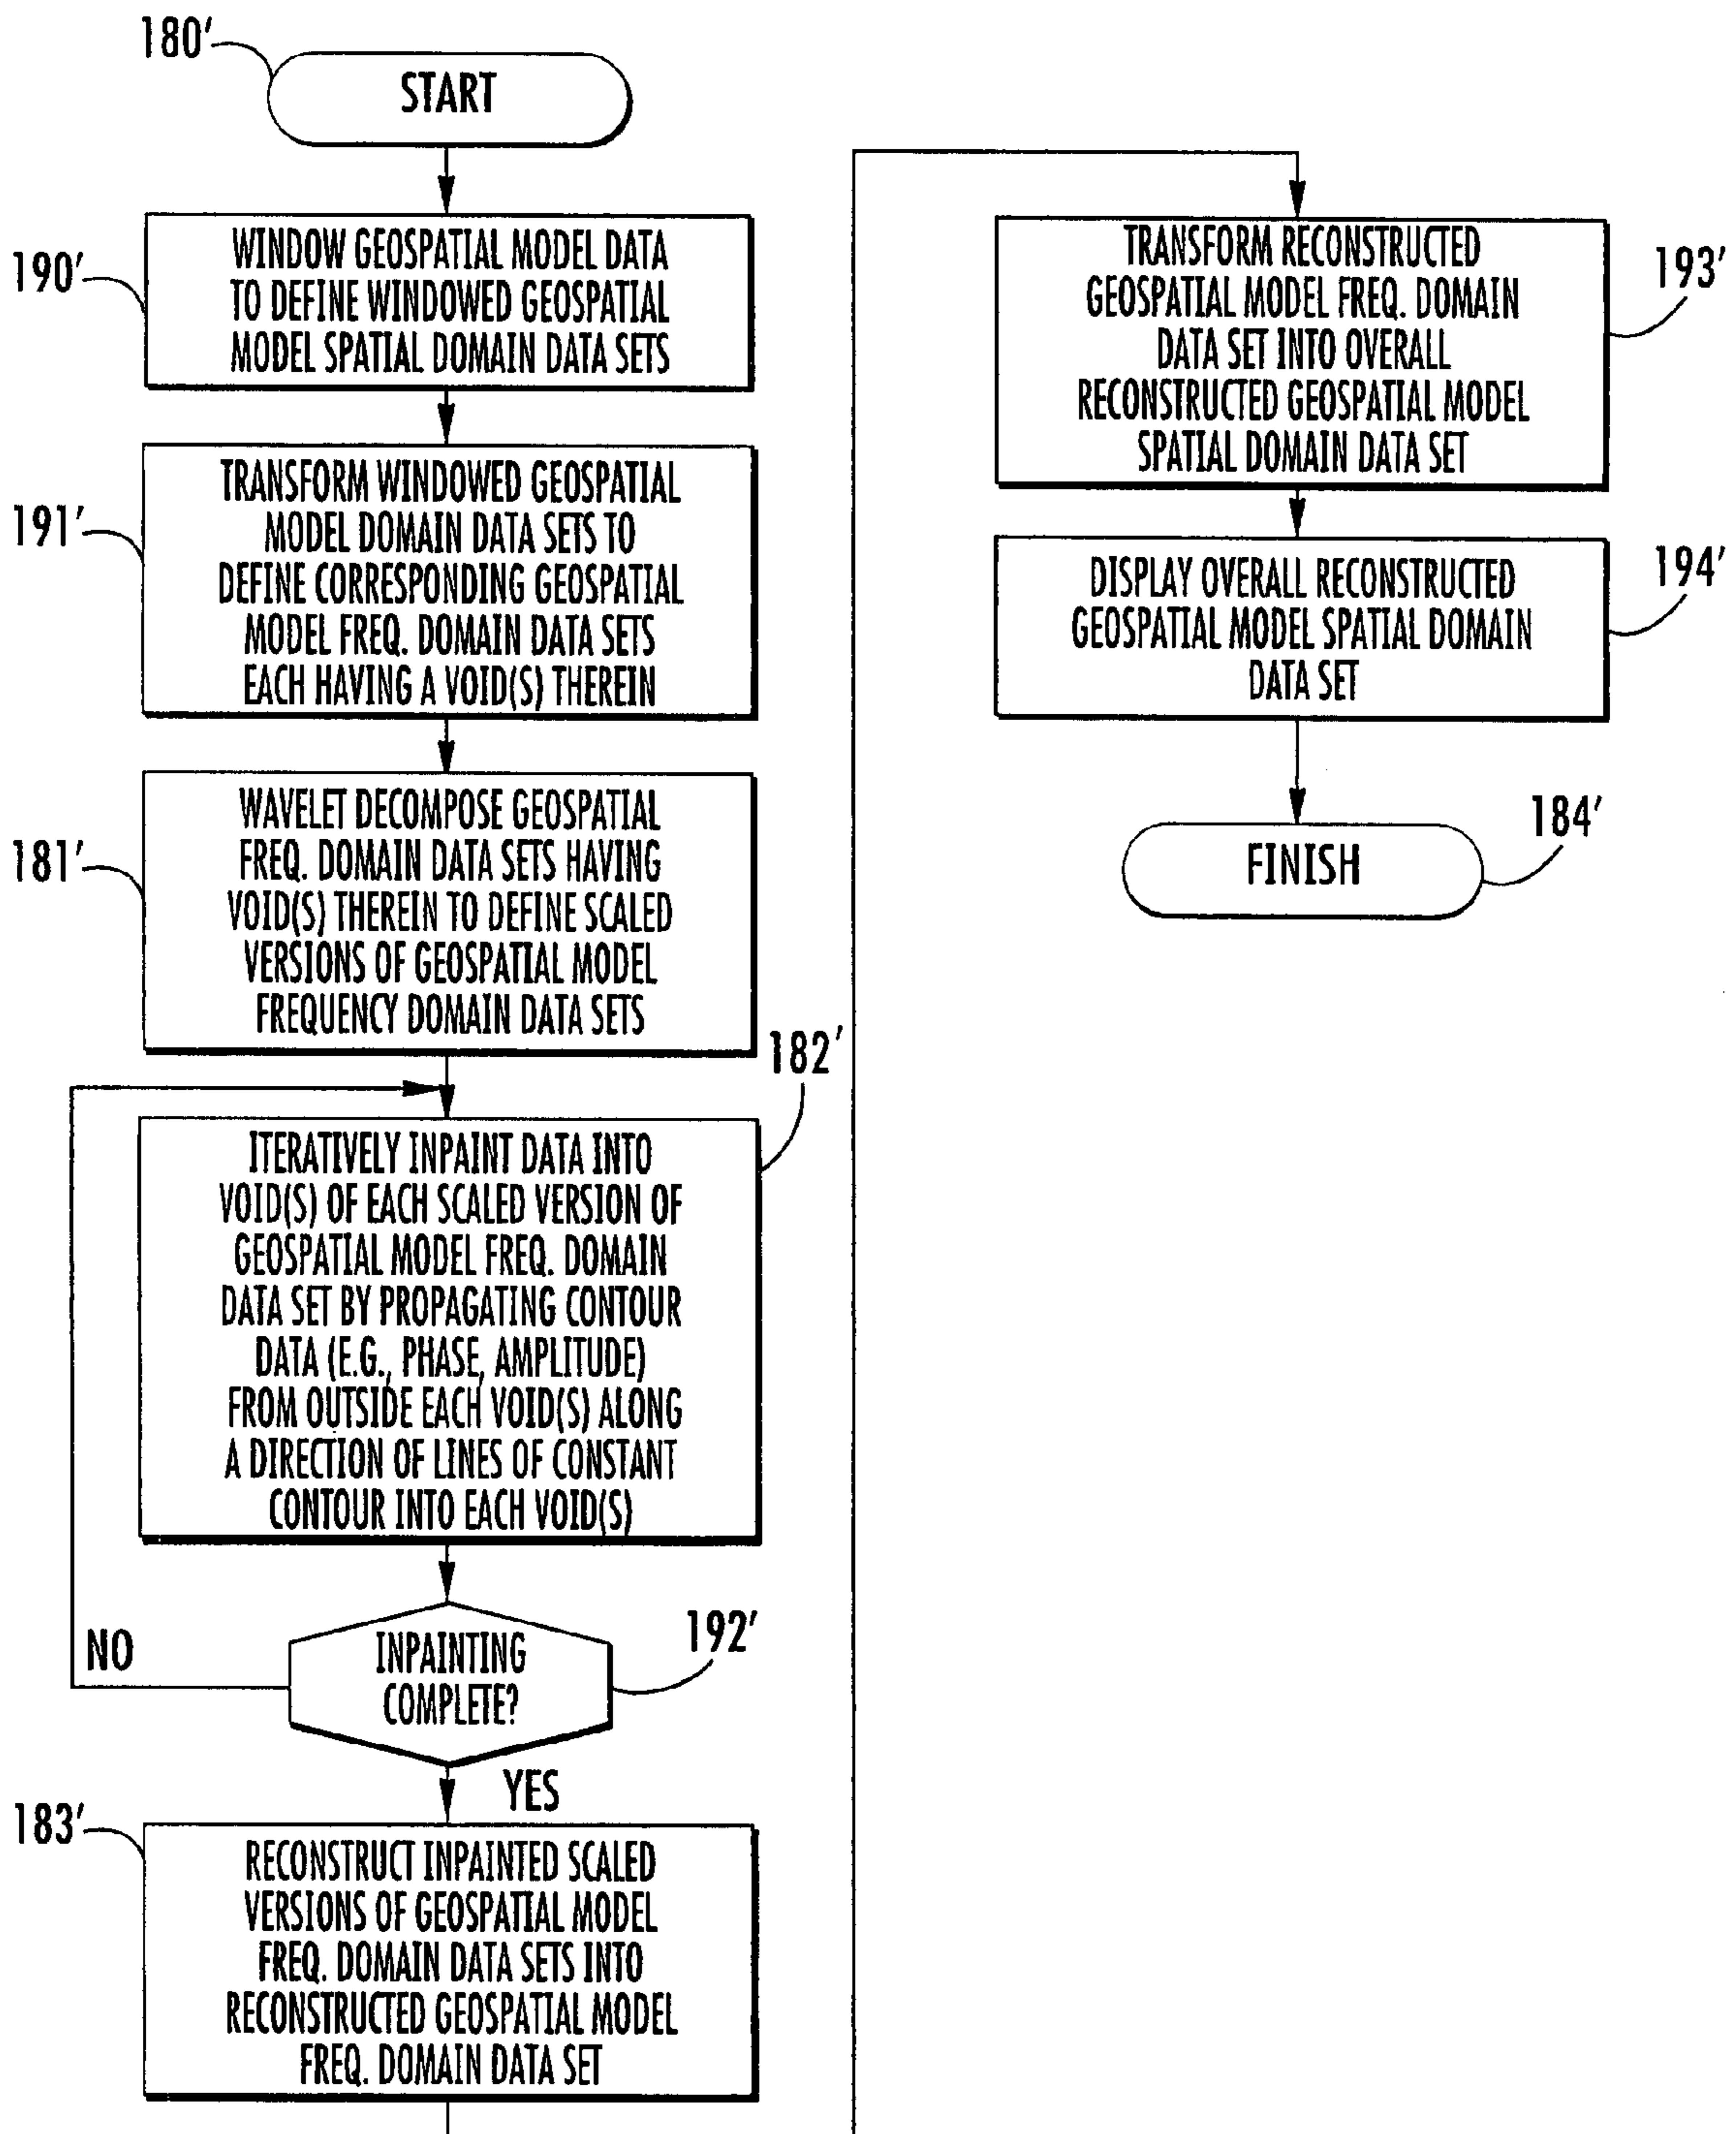 180′
START
190′
WINDOW GEOSPATIAL MODEL DATA
TO DEFINE WINDOWED GEOSPATIAL
MODEL SPATIAL DOMAIN DATA SETS
191′
TRANSFORM WINDOWED GEOSPATIAL
MODEL DOMAIN DATA SETS TO
DEFINE CORRESPONDING GEOSPATIAL
MODEL FREQ. DOMAIN DATA SETS
EACH HAVING A VOID(S) THEREIN
181′
WAVELET DECOMPOSE GEOSPATIAL
FREQ. DOMAIN DATA SETS HAVING
VOID(S) THEREIN TO DEFINE SCALED
VERSIONS OF GEOSPATIAL MODEL
FREQUENCY DOMAIN DATA SETS
182′
ITERATIVELY INPAINT DATA INTO
VOID(S) OF EACH SCALED VERSION OF
GEOSPATIAL MODEL FREQ. DOMAIN
DATA SET BY PROPAGATING CONTOUR
DATA (E.G., PHASE, AMPLITUDE)
FROM OUTSIDE EACH VOID(S) ALONG
A DIRECTION OF LINES OF CONSTANT
CONTOUR INTO EACH VOID(S)
192′
INPAINTING
COMPLETE?
NO
YES
183′
RECONSTRUCT INPAINTED SCALED
VERSIONS OF GEOSPATIAL MODEL
FREQ. DOMAIN DATA SETS INTO
RECONSTRUCTED GEOSPATIAL MODEL
FREQ. DOMAIN DATA SET
193′
TRANSFORM RECONSTRUCTED
GEOSPATIAL MODEL FREQ. DOMAIN
DATA SET INTO OVERALL
RECONSTRUCTED GEOSPATIAL MODEL
SPATIAL DOMAIN DATA SET
194′
DISPLAY OVERALL RECONSTRUCTED
GEOSPATIAL MODEL SPATIAL DOMAIN
DATA SET
184′
FINISH